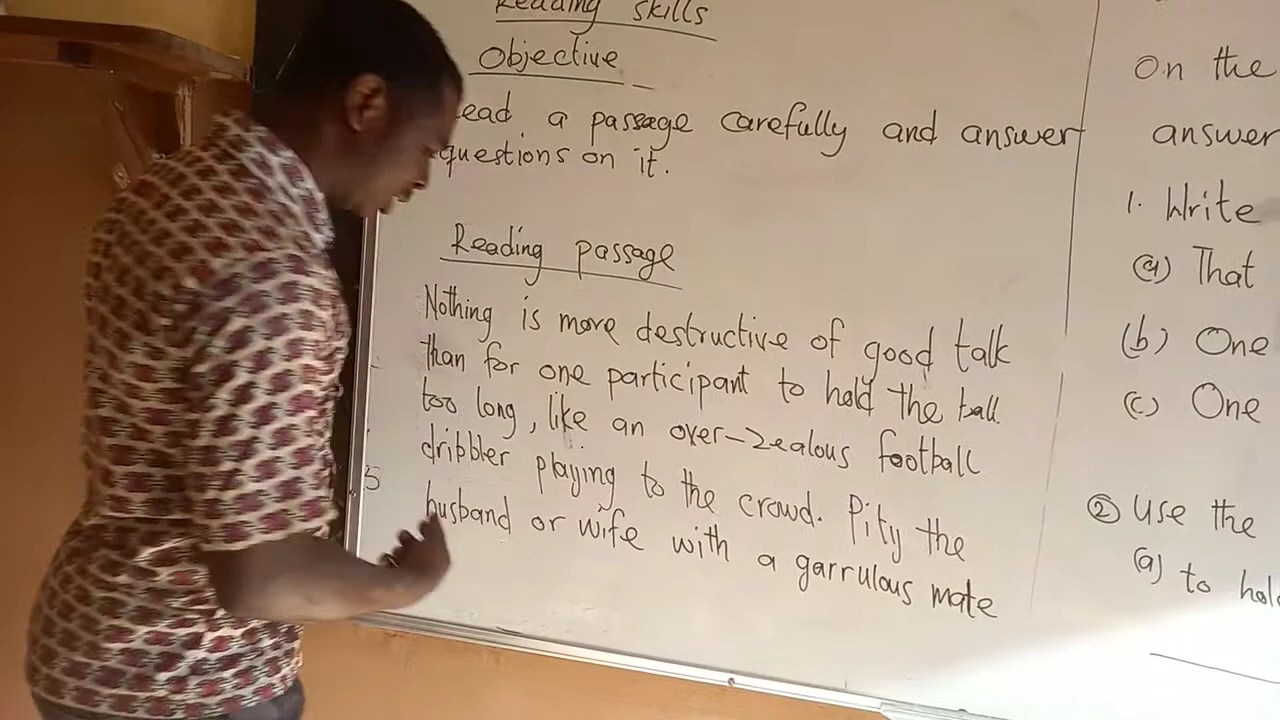 Reading skills
Objective
ead a passage carefully and answer
questions on it.
Reading passage
Nothing is more destructive of good talk
than for one participant to hold the ball
too long, like an over-zealous football
dribbler playing to the crowd. Pity the
5 husband or wife with a garrulous mate
On the
answer
1. Write
(a) That
(b) One
(c) One
② Use the
(a) to hol